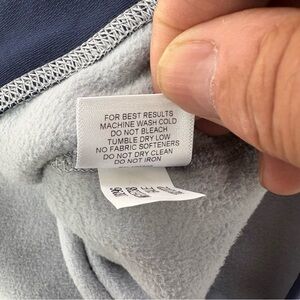 FOR BEST RESULTS
MACHINE WASH COLD
DO NOT BLEACH
TUMBLE DRY LOW
NO FABRIC SOFTENERS
DO NOT DRY CLEAN
DO NOT IRON